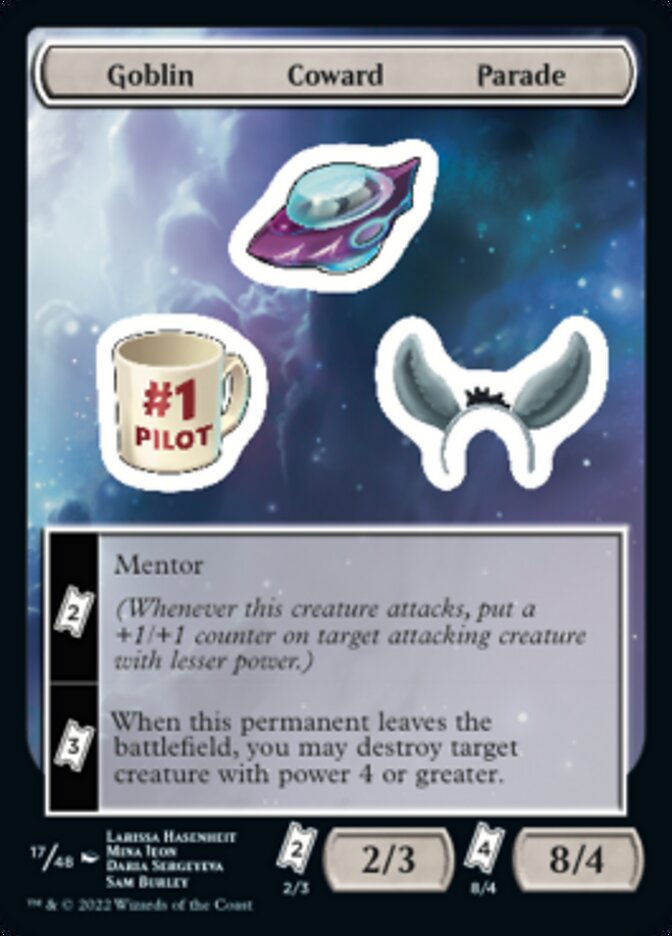 Goblin Coward Parade
#1
PILOT
2
Mentor
(Whenever this creature attacks, put a
+1/+1 counter on target attacking creature
with lesser power.)
3
When this permanent leaves the
battlefield, you may destroy target
creature with power 4 or greater.
17/48
Larissa Hasenheit
Mina Jeon
Daria Sergeyeva
Sam Burley
2
2/3
2/3
4
8/4
8/4
™ & © 2022 Wizards of the Coast